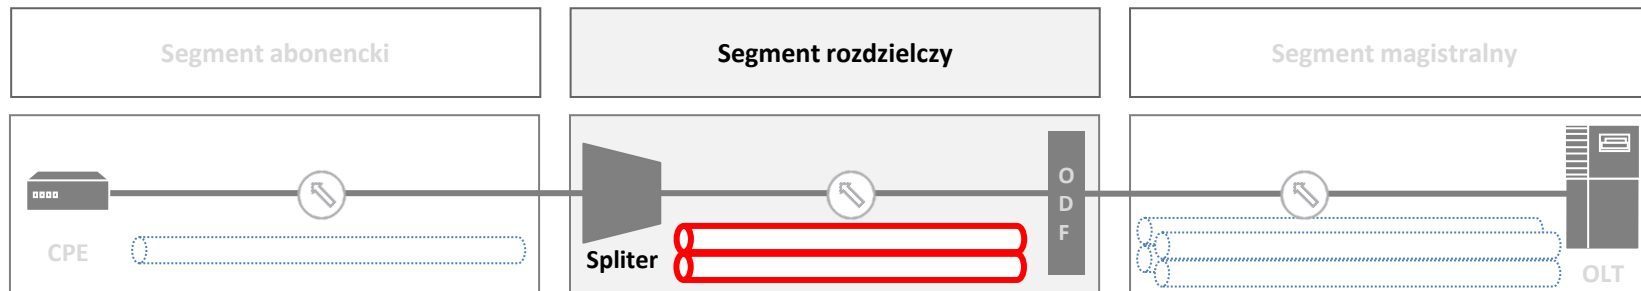 Segment abonencki
Segment rozdzielczy
Segment magistralny
CPE
Spliter
O
D
F
OLT